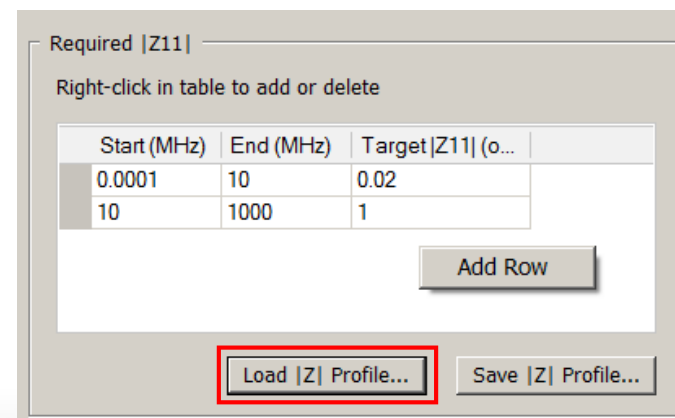 Required |Z11|
Right-click in table to add or delete
Start (MHz) End (MHz) Target |Z11| (o...
0.0001 10 0.02
10 1000 1
Add Row
Load |Z| Profile... Save |Z| Profile...